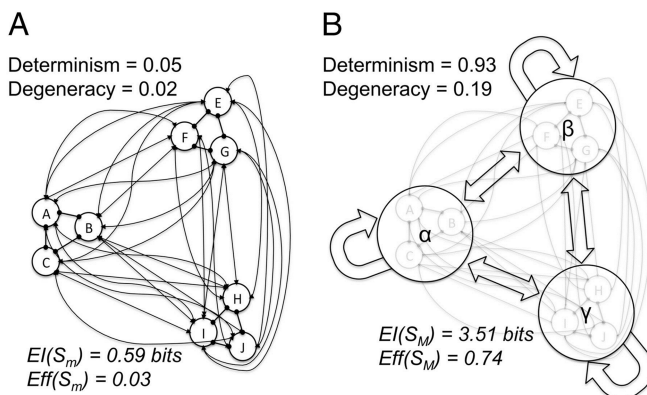 A
Determinism = 0.05
Degeneracy = 0.02
E
F
G
A
B
C
H
I
J
EI(Sm) = 0.59 bits
Eff(Sm) = 0.03
B
Determinism = 0.93
Degeneracy = 0.19
E
F
β
G
A
B
α
C
H
γ
I
J
EI(SM) = 3.51 bits
Eff(SM) = 0.74